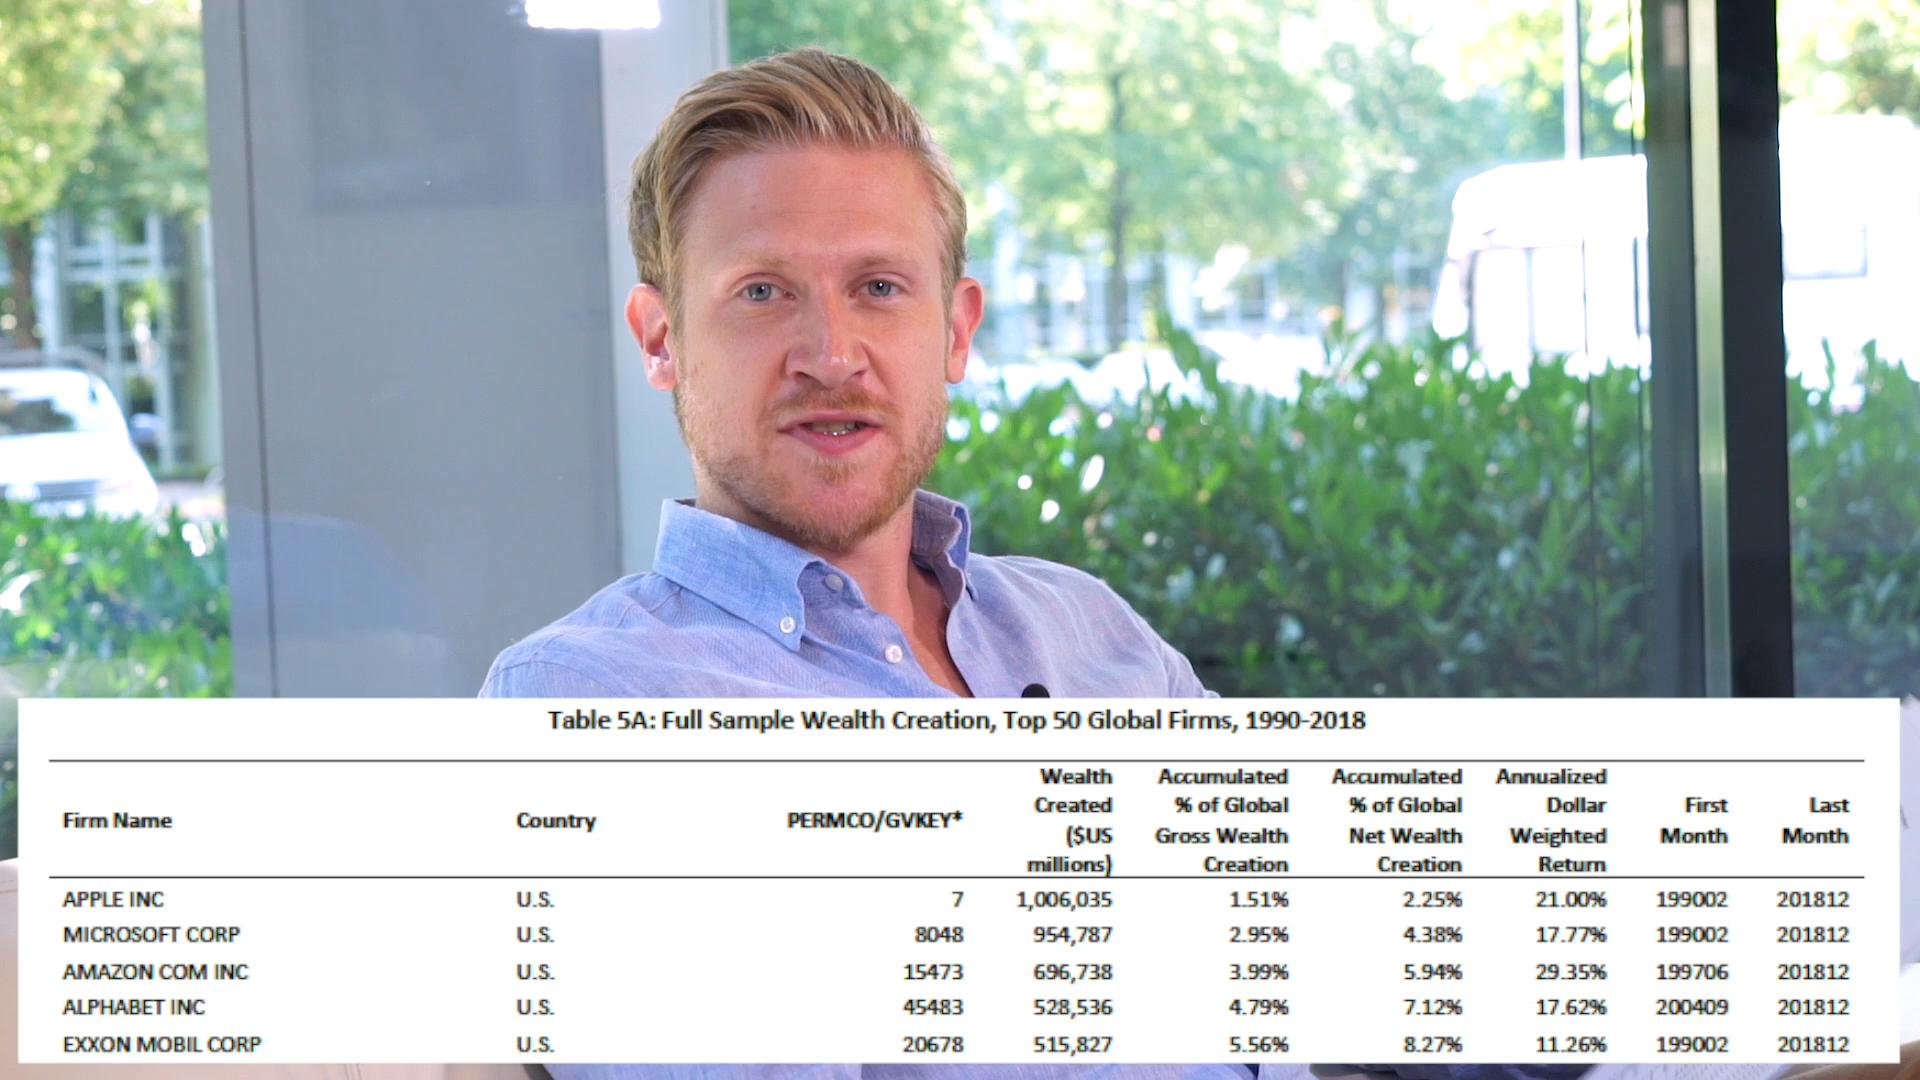 Table 5A: Full Sample Wealth Creation, Top 50 Global Firms, 1990-2018
Firm Name Country PERMCO/GVKEY* Wealth Created ($US millions) Accumulated % of Global Gross Wealth Creation Accumulated % of Global Net Wealth Creation Annualized Dollar Weighted Return First Month Last Month
APPLE INC U.S. 7 1,006,035 1.51% 2.25% 21.00% 199002 201812
MICROSOFT CORP U.S. 8048 954,787 2.95% 4.38% 17.77% 199002 201812
AMAZON COM INC U.S. 15473 696,738 3.99% 5.94% 29.35% 199706 201812
ALPHABET INC U.S. 45483 528,536 4.79% 7.12% 17.62% 200409 201812
EXXON MOBIL CORP U.S. 20678 515,827 5.56% 8.27% 11.26% 199002 201812